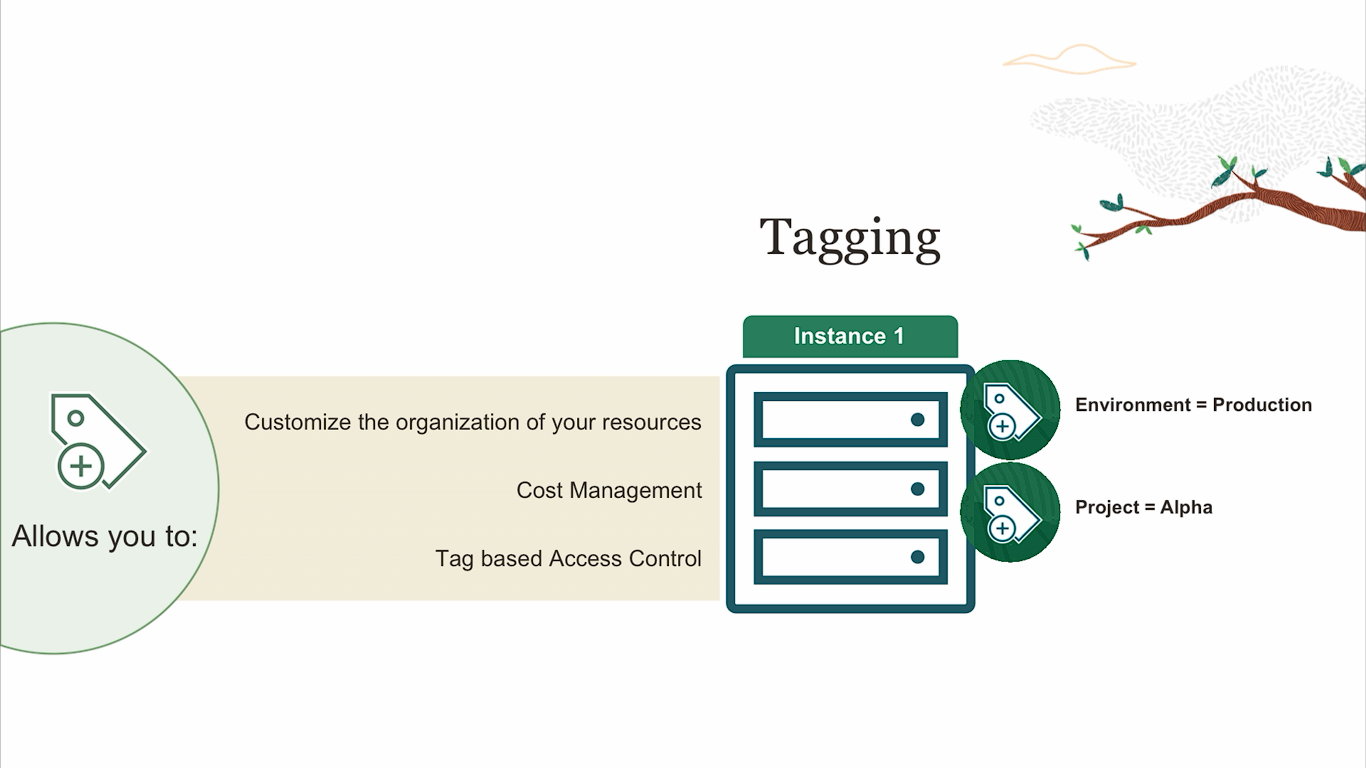 Tagging
Allows you to:
Customize the organization of your resources
Cost Management
Tag based Access Control
Instance 1
Environment = Production
Project = Alpha